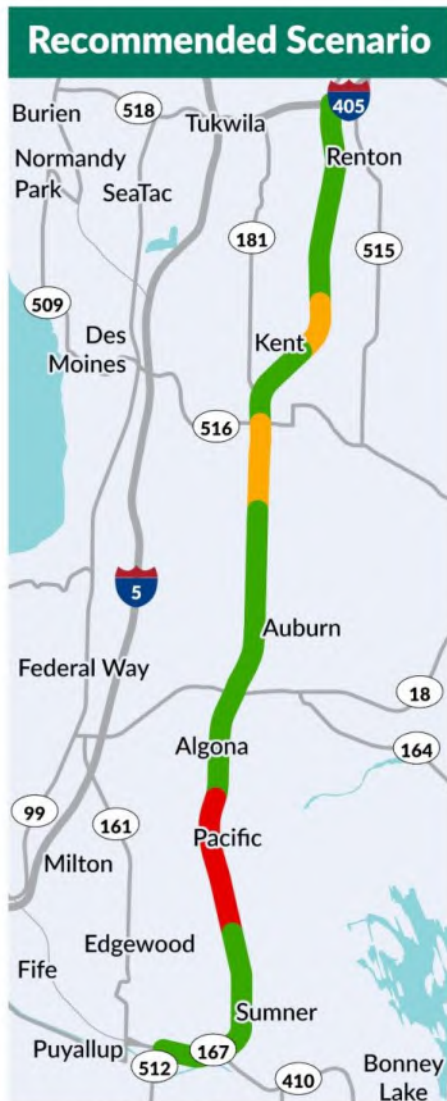 Recommended Scenario
405
Burien
518
Tukwila
Normandy
Park
SeaTac
Renton
181
515
509
Des
Moines
Kent
516
5
Auburn
Federal Way
18
Algona
164
99
161
Pacific
Milton
Edgewood
Fife
Sumner
Puyallup
167
512
410
Bonney
Lake